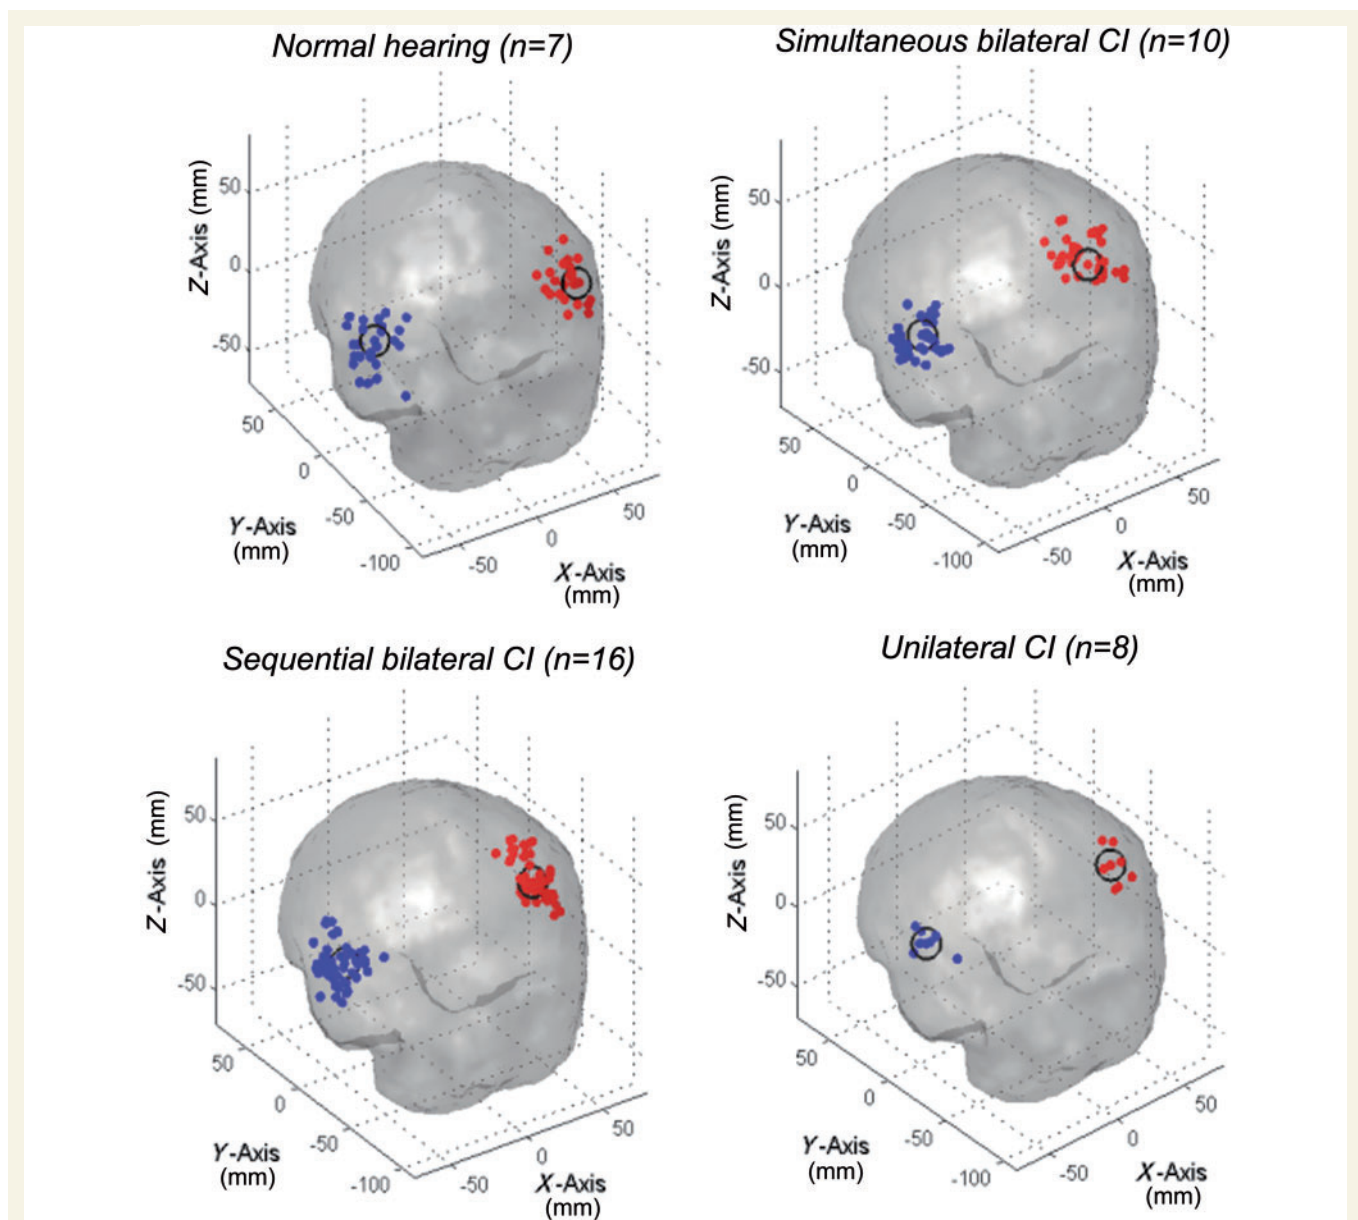 Normal hearing (n=7)
Simultaneous bilateral CI (n=10)
Z-Axis (mm)
50
0
-50
50
0
-50
-100
Y-Axis
(mm)
-50
0
50
X-Axis
(mm)
Z-Axis (mm)
50
0
-50
50
0
-50
-100
Y-Axis
(mm)
-50
0
50
X-Axis
(mm)
Sequential bilateral CI (n=16)
Unilateral CI (n=8)
Z-Axis (mm)
50
0
-50
50
0
-50
-100
Y-Axis
(mm)
-50
0
50
X-Axis
(mm)
Z-Axis (mm)
50
0
-50
50
0
-50
-100
Y-Axis
(mm)
-50
0
50
X-Axis
(mm)